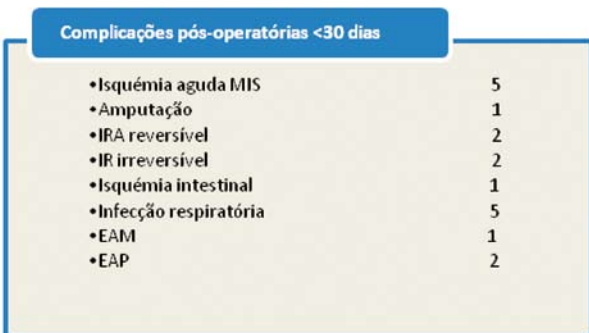 Complicações pós-operatórias <30 dias
•Isquémia aguda MIS 5
•Amputação 1
•IRA reversível 2
•IR irreversível 2
•Isquémia intestinal 1
•Infecção respiratória 5
•EAM 1
•EAP 2